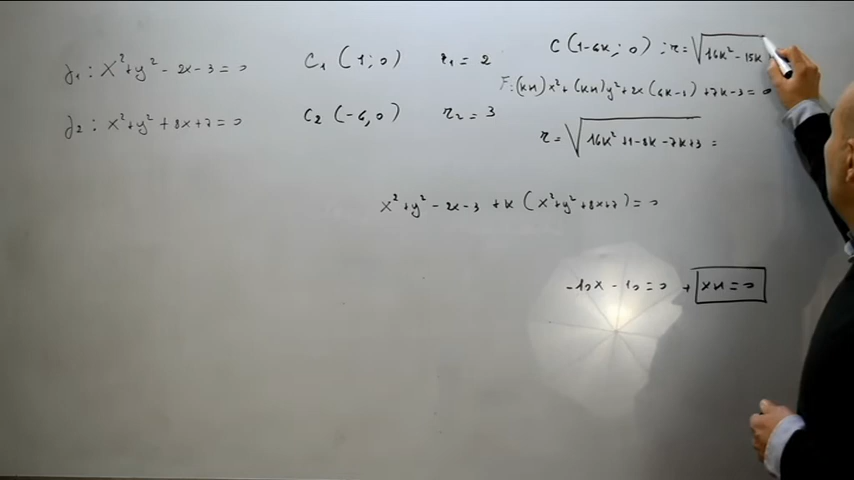 γ₁ : x²+y² - 2x - 3 = 0   C₁ (1; 0)   r₁ = 2
γ₂ : x²+y² + 8x + 7 = 0   C₂ (-4, 0)   r₂ = 3
C (1-4k; 0) ; r = √16k² - 15k
F: (k+1)x² + (k+1)y² + 2x (4k-1) + 7k - 3 = 0
r = √16k² + 1 - 8k - 7k + 3 =
x² + y² - 2x - 3 + k (x² + y² + 8x + 7) = 0
-10x - 10 = 0 → x+1 = 0